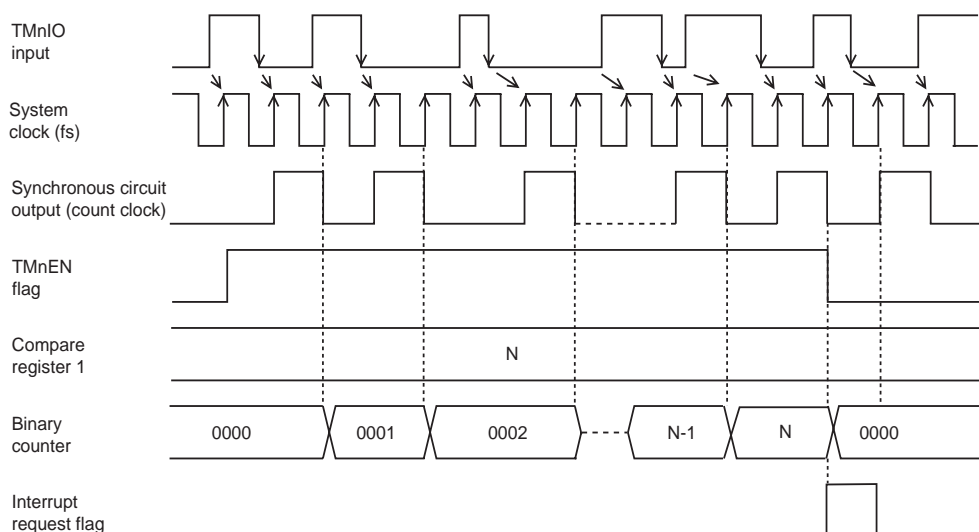 TMnIO
input
System
clock (fs)
Synchronous circuit
output (count clock)
TMnEN
flag
Compare
register 1
N
Binary
counter
0000
0001
0002
N-1
N
0000
Interrupt
request flag